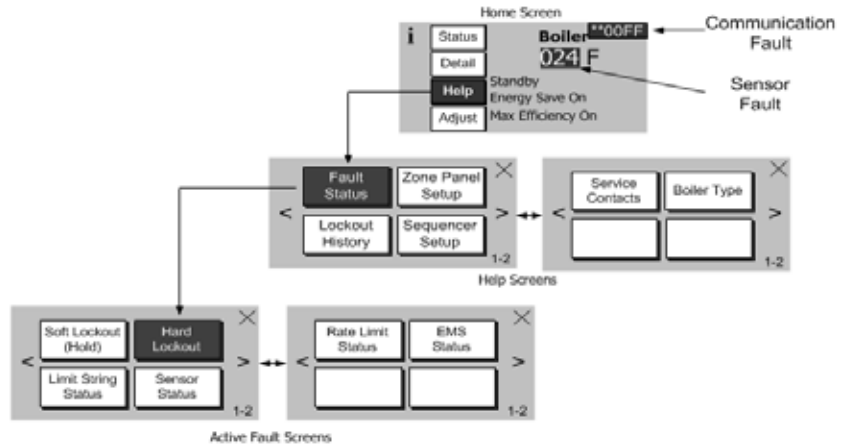 Home Screen
i
Status
Boiler
**00FF
Communication
Fault
Detail
024 F
Sensor
Fault
Help
Standby
Energy Save On
Adjust
Max Efficiency On
Fault
Status
Zone Panel
Setup
X
<
Lockout
History
Sequencer
Setup
>
1-2
Service
Contacts
Boiler Type
X
<
>
1-2
Help Screens
Soft Lockout
(Hold)
Hard
Lockout
X
<
Limit String
Status
Sensor
Status
>
1-2
Rate Limit
Status
EMS
Status
X
<
>
1-2
Active Fault Screens